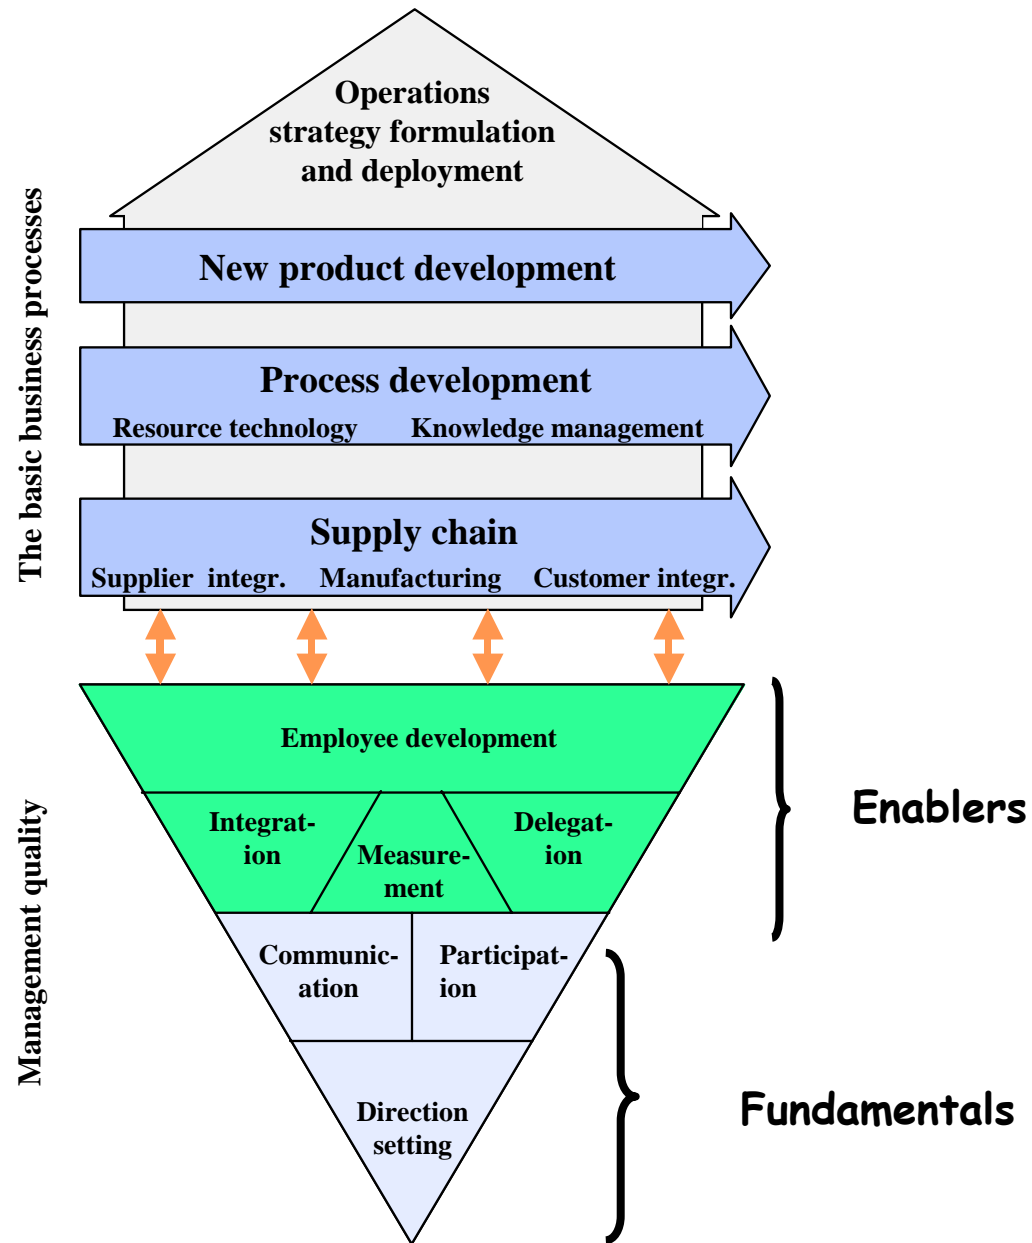 Operations
strategy formulation
and deployment
The basic business processes
New product development
Process development
Resource technology Knowledge management
Supply chain
Supplier integr. Manufacturing Customer integr.
Management quality
Employee development
Integrat-
ion
Measure-
ment
Delegat-
ion
Enablers
Communic-
ation
Participat-
ion
Direction
setting
Fundamentals